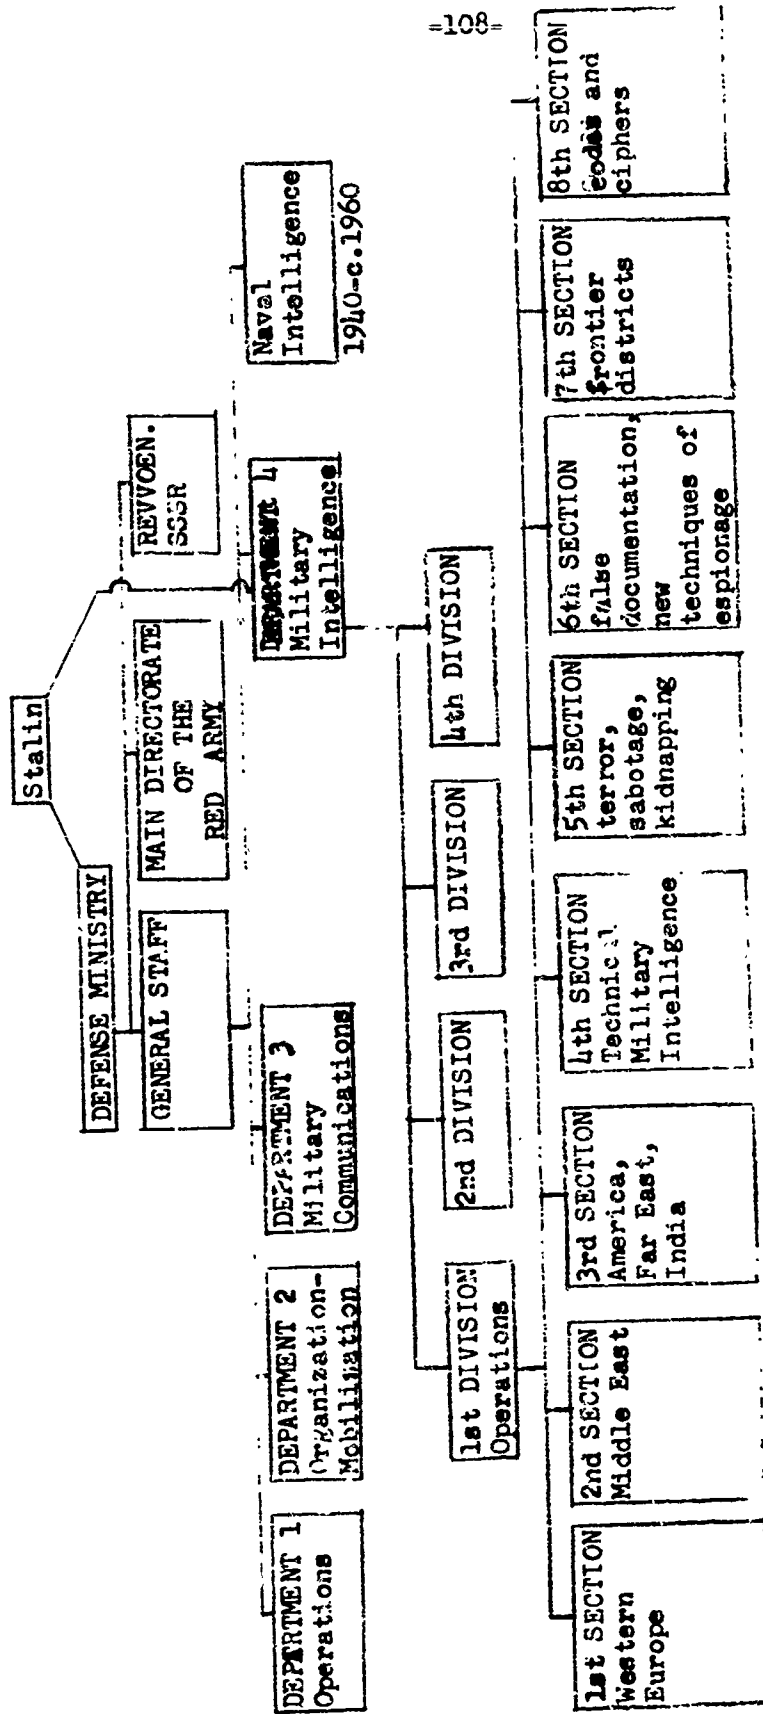 =108=
Stalin
DEFENSE MINISTRY
GENERAL STAFF
MAIN DIRECTORATE
OF THE
RED ARMY
REVVOEN.
SSSR
DEPARTMENT 1
Operations
DEPARTMENT 2
Organization-
Mobilization
DEPARTMENT 3
Military
Communications
DEPARTMENT 4
Military
Intelligence
Naval
Intelligence
1940-c.1960
1st DIVISION
Operations
2nd DIVISION
3rd DIVISION
4th DIVISION
1st SECTION
Western
Europe
2nd SECTION
Middle East
3rd SECTION
America,
Far East,
India
4th SECTION
Technical
Military
Intelligence
5th SECTION
terror,
sabotage,
kidnapping
6th SECTION
false
documentation,
new
techniques of
espionage
7th SECTION
frontier
districts
8th SECTION
codes and
ciphers